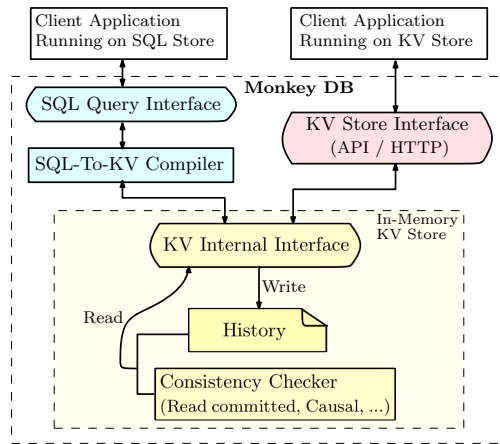 Client Application
Running on SQL Store
Client Application
Running on KV Store
Monkey DB
SQL Query Interface
KV Store Interface
(API / HTTP)
SQL-To-KV Compiler
In-Memory
KV Store
KV Internal Interface
Write
Read
History
Consistency Checker
(Read committed, Causal, ...)